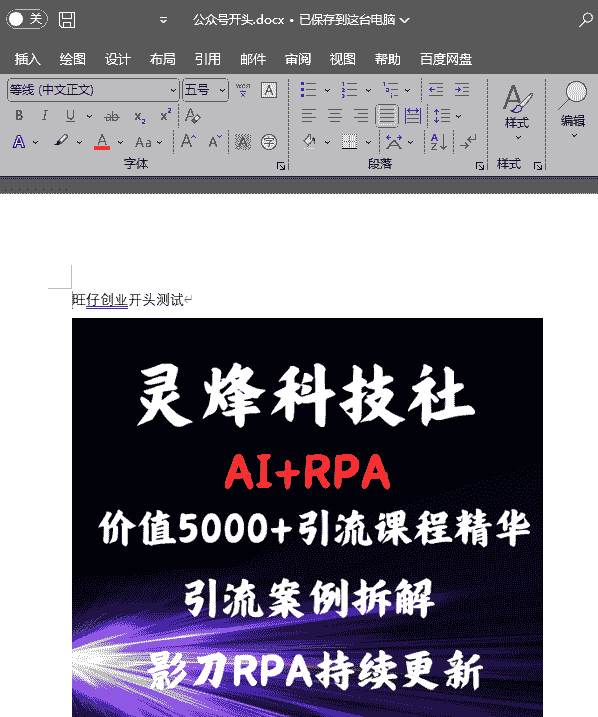 关 公众号开头.docx • 已保存到这台电脑
插入 绘图 设计 布局 引用 邮件 审阅 视图 帮助 百度网盘
等线 (中文正文) 五号 wén 文 A
B I U ab x₂ x² A
A A Aa A A A 字
样式 编辑
字体 段落 样式
旺仔创业开头测试
灵烽科技社
AI+RPA
价值5000+引流课程精华
引流案例拆解
影刀RPA持续更新